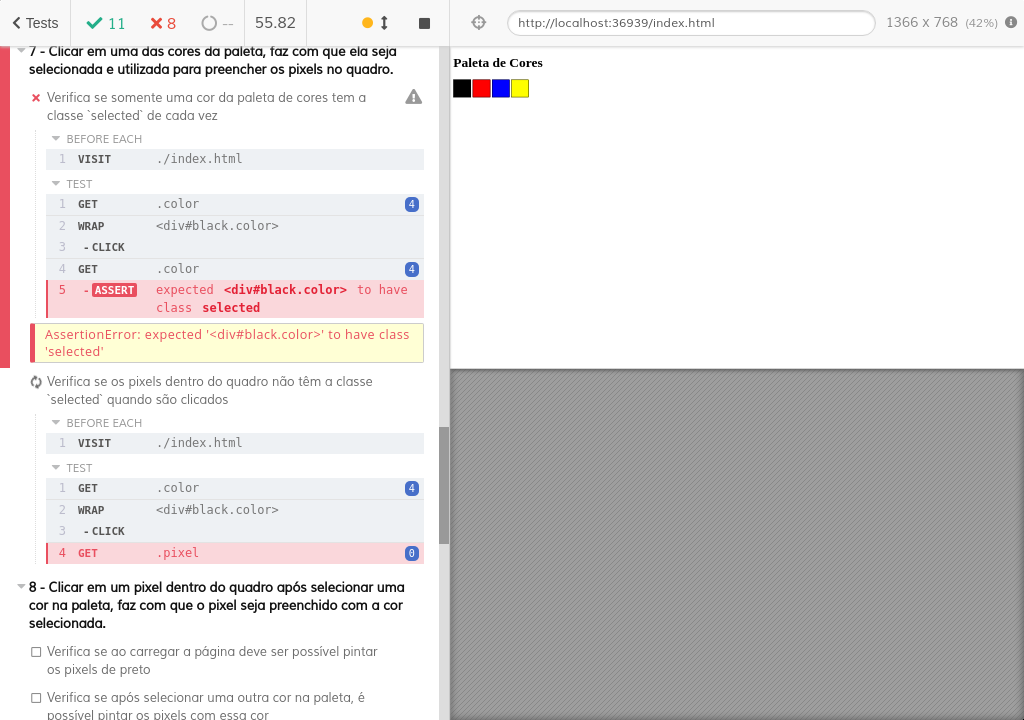 Tests
11
8
--
55.82
http://localhost:36939/index.html
1366 x 768 (42%)
7 - Clicar em uma das cores da paleta, faz com que ela seja
selecionada e utilizada para preencher os pixels no quadro.
Verifica se somente uma cor da paleta de cores tem a
classe `selected` de cada vez
BEFORE EACH
1 VISIT ./index.html
TEST
1 GET .color 4
2 WRAP <div#black.color>
3 - CLICK
4 GET .color 4
5 - ASSERT expected <div#black.color> to have
class selected
AssertionError: expected '<div#black.color>' to have class
'selected'
Verifica se os pixels dentro do quadro não têm a classe
`selected` quando são clicados
BEFORE EACH
1 VISIT ./index.html
TEST
1 GET .color 4
2 WRAP <div#black.color>
3 - CLICK
4 GET .pixel 0
8 - Clicar em um pixel dentro do quadro após selecionar uma
cor na paleta, faz com que o pixel seja preenchido com a cor
selecionada.
Verifica se ao carregar a página deve ser possível pintar
os pixels de preto
Verifica se após selecionar uma outra cor na paleta, é
possível pintar os pixels com essa cor
Paleta de Cores